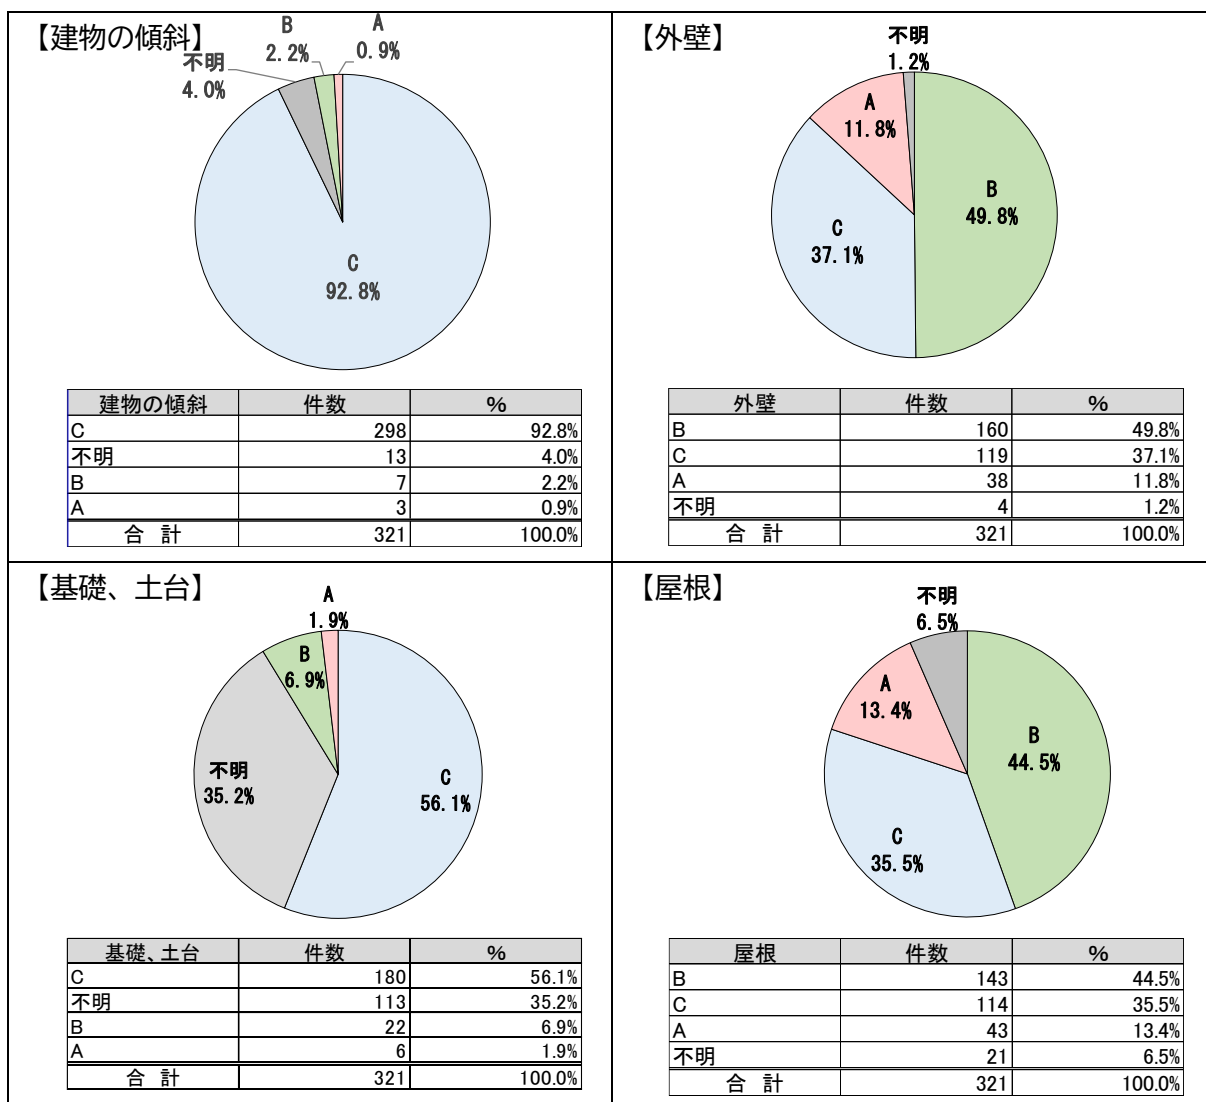 【建物の傾斜】
B
2.2%
A
0.9%
不明
4.0%
C
92.8%
建物の傾斜 件数 %
C 298 92.8%
不明 13 4.0%
B 7 2.2%
A 3 0.9%
合 計 321 100.0%
【外壁】
不明
1.2%
A
11.8%
B
49.8%
C
37.1%
外壁 件数 %
B 160 49.8%
C 119 37.1%
A 38 11.8%
不明 4 1.2%
合 計 321 100.0%
【基礎、土台】
A
1.9%
B
6.9%
不明
35.2%
C
56.1%
基礎、土台 件数 %
C 180 56.1%
不明 113 35.2%
B 22 6.9%
A 6 1.9%
合 計 321 100.0%
【屋根】
不明
6.5%
A
13.4%
B
44.5%
C
35.5%
屋根 件数 %
B 143 44.5%
C 114 35.5%
A 43 13.4%
不明 21 6.5%
合 計 321 100.0%